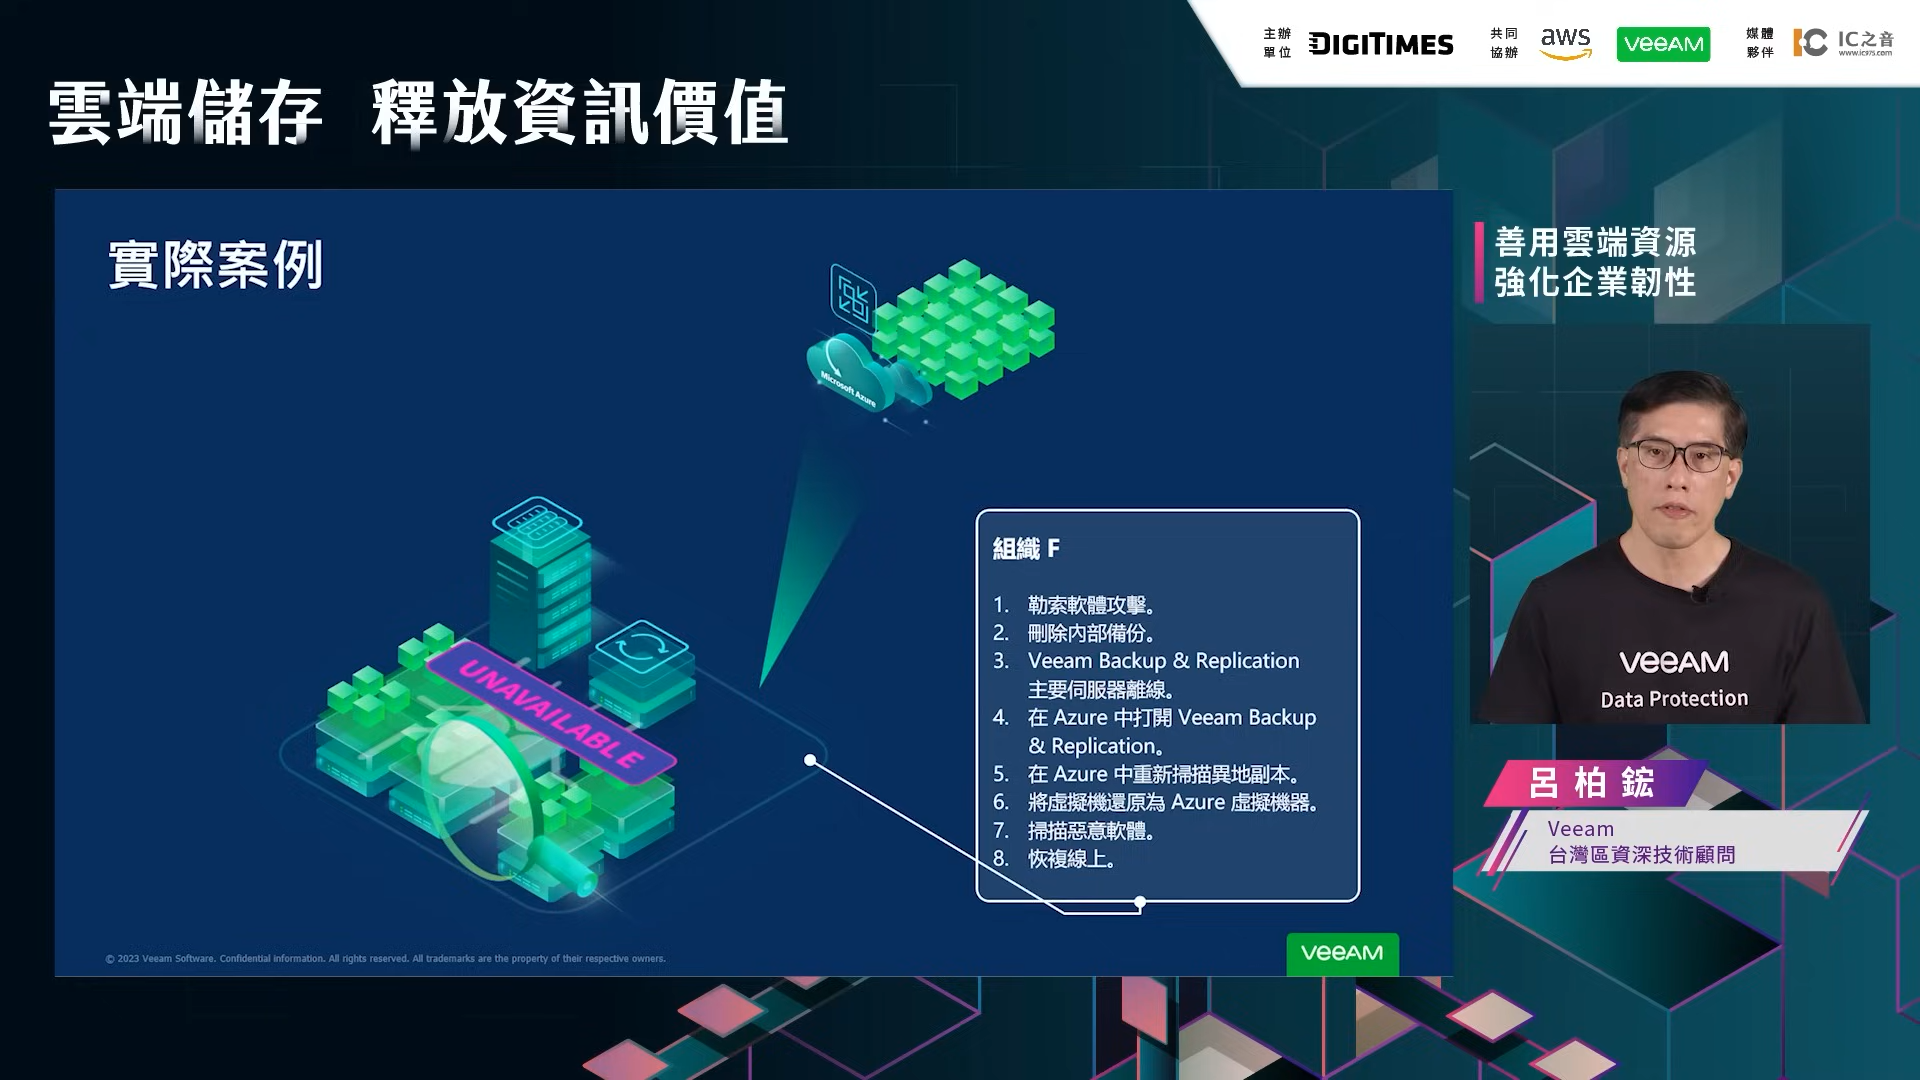 主辦
單位
DIGITIMES
共同
協辦
aws
veeAM
媒體
夥伴
IC之音
www.ic975.com
雲端儲存 釋放資訊價值
實際案例
Microsoft Azure
UNAVAILABLE
組織 F
1. 勒索軟體攻擊。
2. 刪除內部備份。
3. Veeam Backup & Replication
主要伺服器離線。
4. 在 Azure 中打開 Veeam Backup
& Replication。
5. 在 Azure 中重新掃描異地副本。
6. 將虛擬機還原為 Azure 虛擬機器。
7. 掃描惡意軟體。
8. 恢複線上。
© 2023 Veeam Software. Confidential information. All rights reserved. All trademarks are the property of their respective owners.
veeAM
善用雲端資源
強化企業韌性
veeAM
Data Protection
呂柏鋐
Veeam
台灣區資深技術顧問